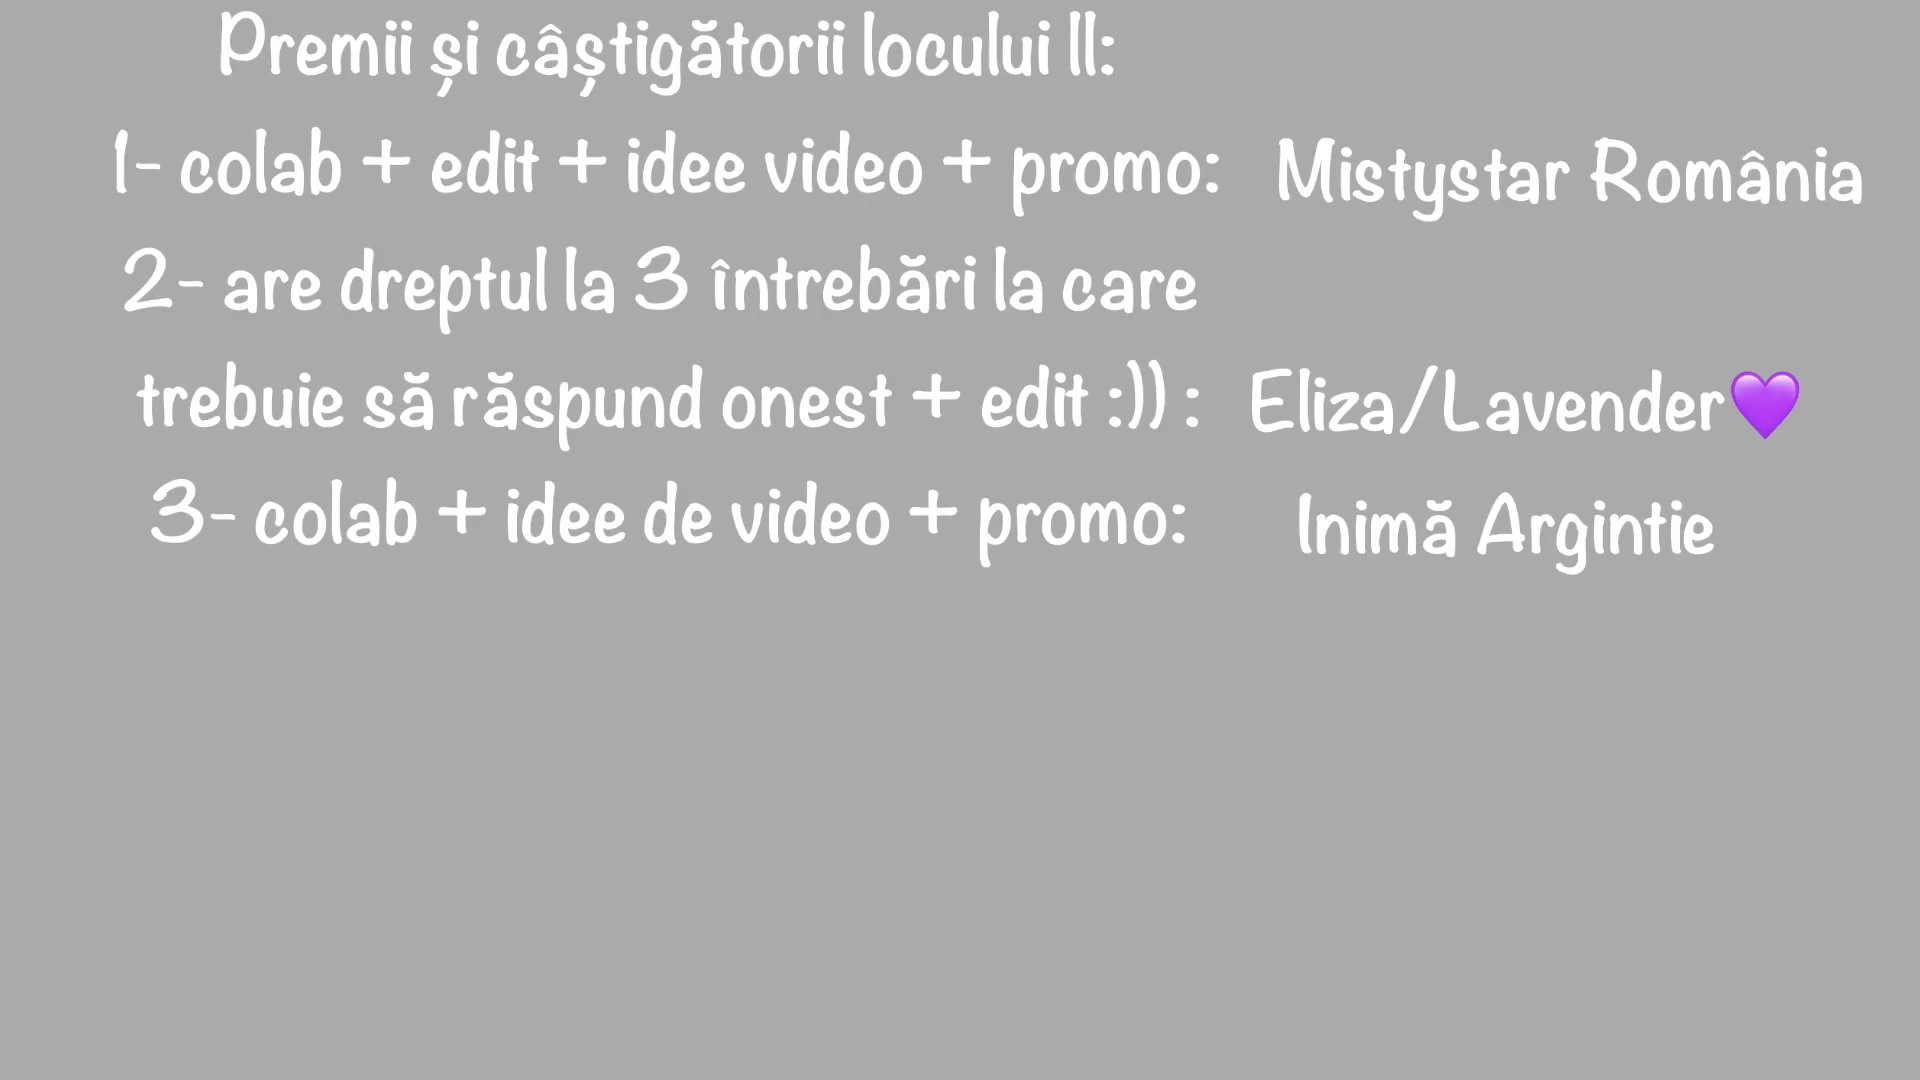 Premii și câștigătorii locului ll:
1- colab + edit + idee video + promo: Mistystar România
2- are dreptul la 3 întrebări la care
trebuie să răspund onest + edit :)) : Eliza/Lavender💜
3- colab + idee de video + promo: Inimă Argintie